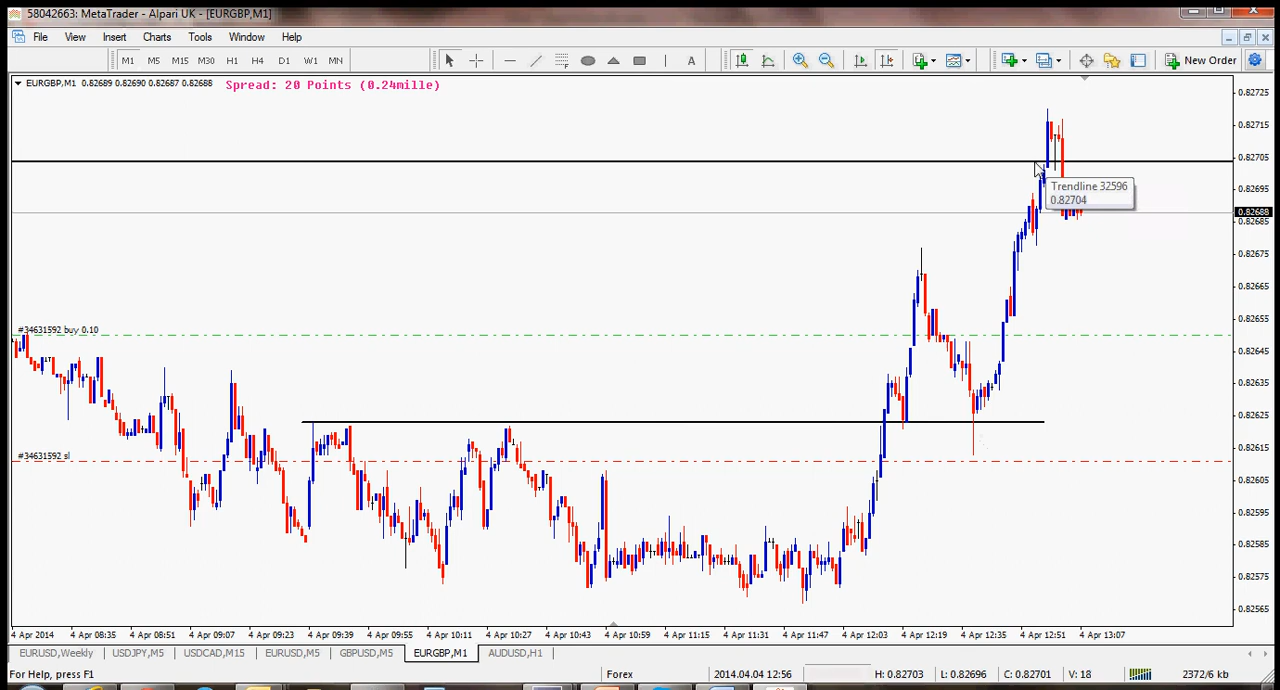 58042663: MetaTrader - Alpari UK - [EURGBP,M1]
File View Insert Charts Tools Window Help
M1 M5 M15 M30 H1 H4 D1 W1 MN A New Order
EURGBP,M1 0.82689 0.82690 0.82687 0.82688 Spread: 20 Points (0.24mille)
0.82725
0.82715
0.82705
0.82695
Trendline 32596
0.82704
0.82688
0.82685
0.82675
0.82665
0.82655
#34631592 buy 0.10
0.82645
0.82635
0.82625
0.82615
#34631592 sl
0.82605
0.82595
0.82585
0.82575
0.82565
4 Apr 2014 4 Apr 08:35 4 Apr 08:51 4 Apr 09:07 4 Apr 09:23 4 Apr 09:39 4 Apr 09:55 4 Apr 10:11 4 Apr 10:27 4 Apr 10:43 4 Apr 10:59 4 Apr 11:15 4 Apr 11:31 4 Apr 11:47 4 Apr 12:03 4 Apr 12:19 4 Apr 12:35 4 Apr 12:51 4 Apr 13:07
EURUSD,Weekly USDJPY,M5 USDCAD,M15 EURUSD,M5 GBPUSD,M5 EURGBP,M1 AUDUSD,H1
For Help, press F1 Forex 2014.04.04 12:56 H: 0.82703 L: 0.82696 C: 0.82701 V: 18 2372/6 kb